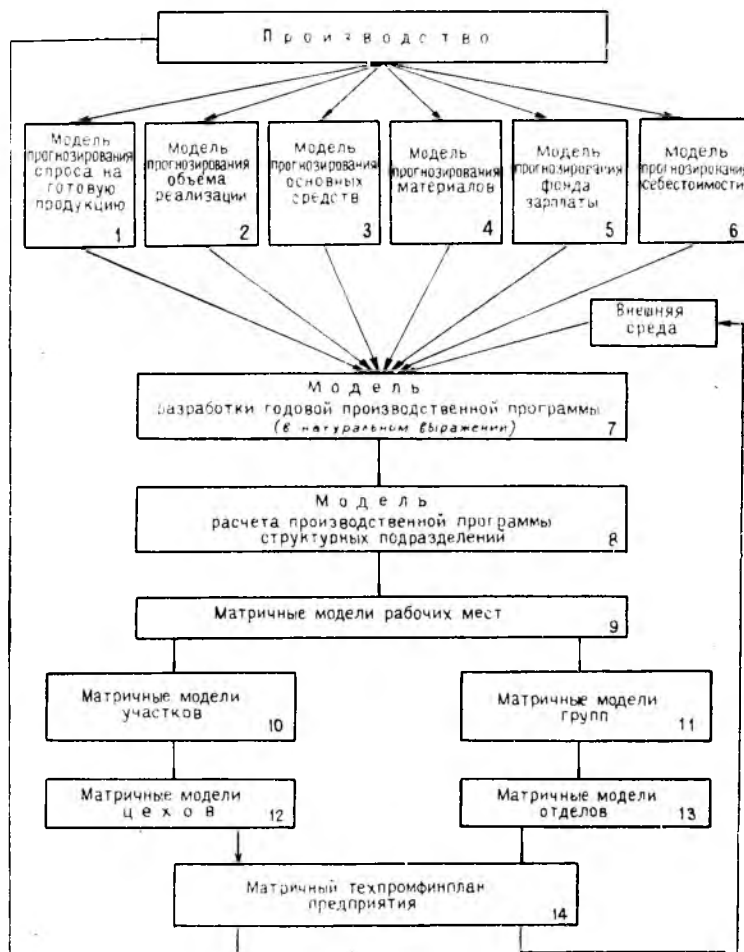 Производство
Модель
прогнозирования
спроса на
готовую
продукцию
1
Модель
прогнозирования
объема
реализации
2
Модель
прогнозирования
основных
средств
3
Модель
прогнозирования
материалов
4
Модель
прогнозирования
фонда
зарплаты
5
Модель
прогнозирования
себестоимости
6
Внешняя
среда
Модель
разработки годовой производственной программы
(в натуральном выражении)
7
Модель
расчета производственной программы
структурных подразделений
8
Матричные модели рабочих мест
9
Матричные модели
участков
10
Матричные модели
групп
11
Матричные модели
цехов
12
Матричные модели
отделов
13
Матричный техпромфинплан
предприятия
14